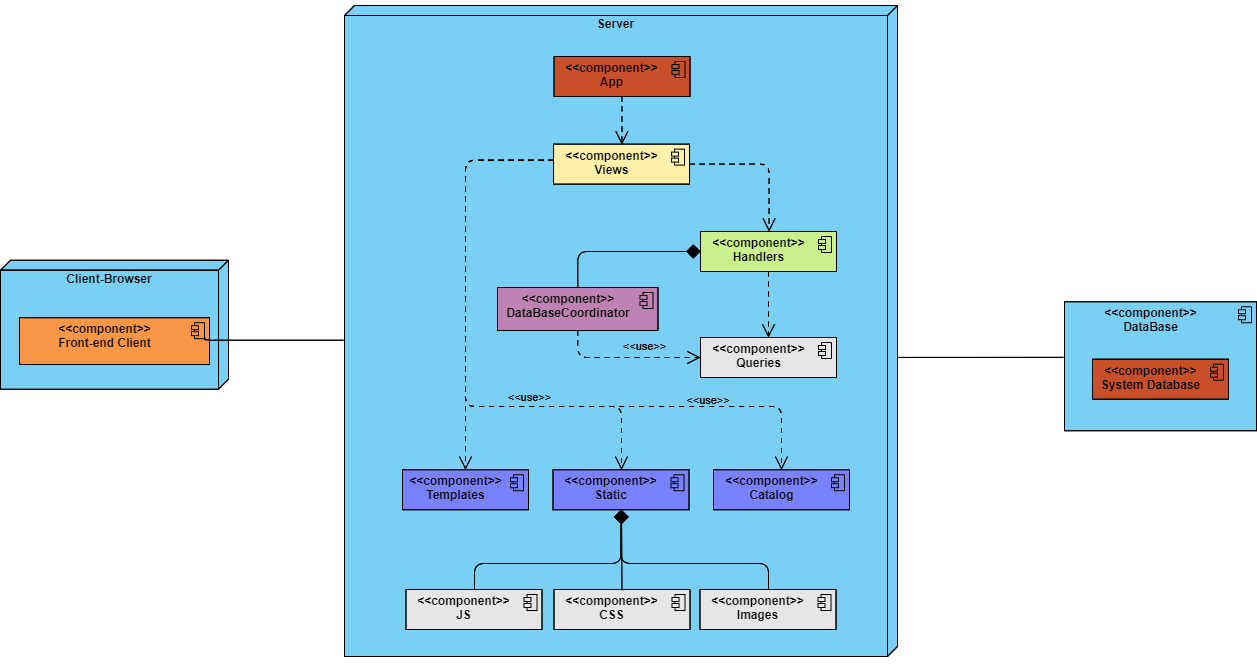 Server
<<component>>
App
<<component>>
Views
<<component>>
Handlers
Client-Browser
<<component>>
Front-end Client
<<component>>
DataBaseCoordinator
<<use>>
<<component>>
Queries
<<component>>
DataBase
<<component>>
System Database
<<use>>
<<use>>
<<component>>
Templates
<<component>>
Static
<<component>>
Catalog
<<component>>
JS
<<component>>
CSS
<<component>>
Images